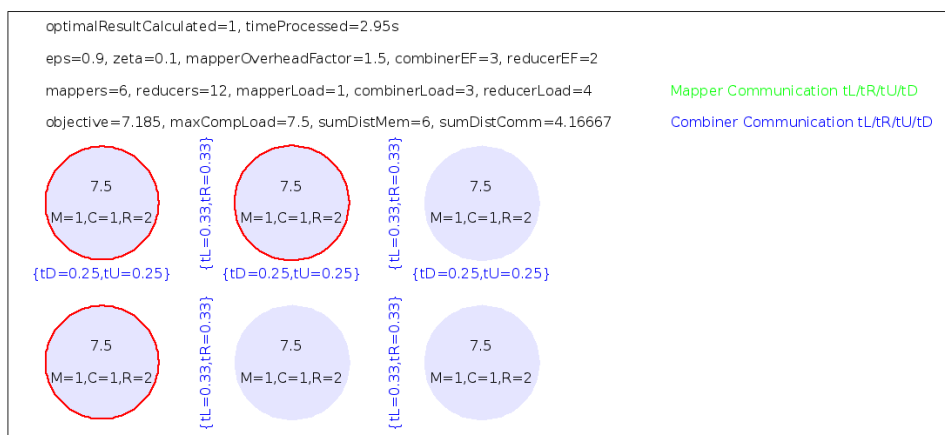 optimalResultCalculated=1, timeProcessed=2.95s
eps=0.9, zeta=0.1, mapperOverheadFactor=1.5, combinerEF=3, reducerEF=2
mappers=6, reducers=12, mapperLoad=1, combinerLoad=3, reducerLoad=4
Mapper Communication tL/tR/tU/tD
objective=7.185, maxCompLoad=7.5, sumDistMem=6, sumDistComm=4.16667
Combiner Communication tL/tR/tU/tD
7.5
M=1,C=1,R=2
{tL=0.33,tR=0.33}
7.5
M=1,C=1,R=2
{tL=0.33,tR=0.33}
7.5
M=1,C=1,R=2
{tD=0.25,tU=0.25}
{tD=0.25,tU=0.25}
{tD=0.25,tU=0.25}
7.5
M=1,C=1,R=2
{tL=0.33,tR=0.33}
7.5
M=1,C=1,R=2
{tL=0.33,tR=0.33}
7.5
M=1,C=1,R=2